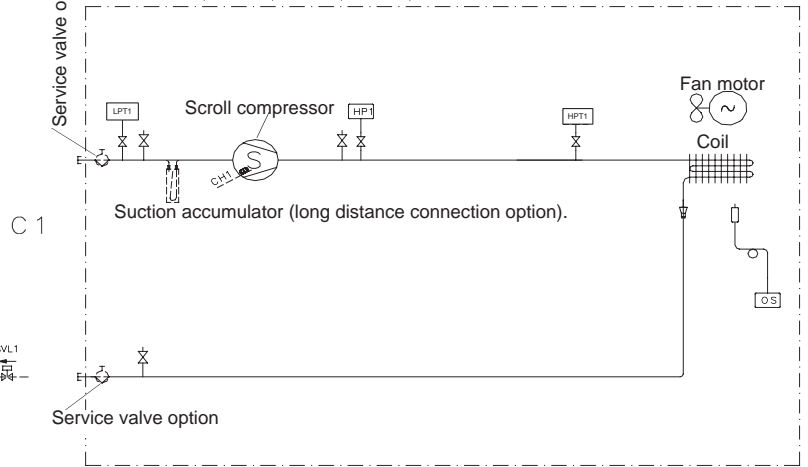 Service valve o
LPT1
Scroll compressor
HP1
HPT1
Fan motor
Coil
S
CH1
~
Suction accumulator (long distance connection option).
C1
OS
VL1
Service valve option